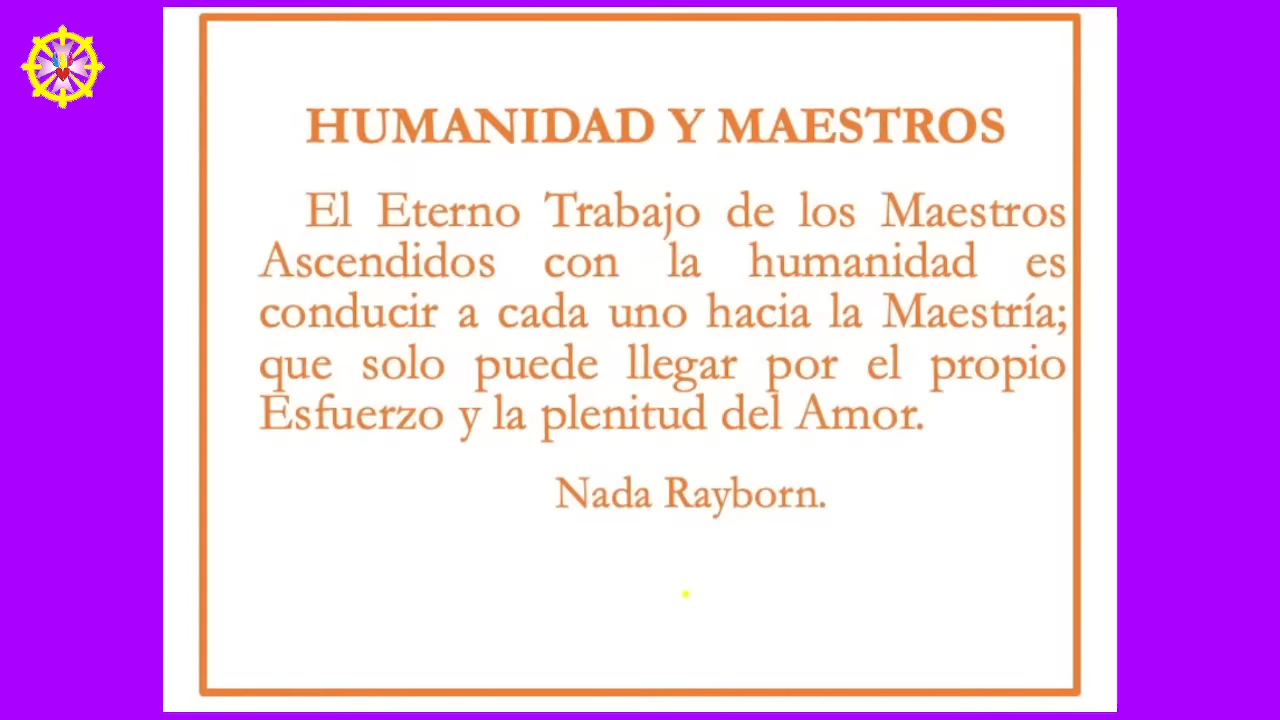 HUMANIDAD Y MAESTROS
El Eterno Trabajo de los Maestros
Ascendidos con la humanidad es
conducir a cada uno hacia la Maestría;
que solo puede llegar por el propio
Esfuerzo y la plenitud del Amor.
Nada Rayborn.